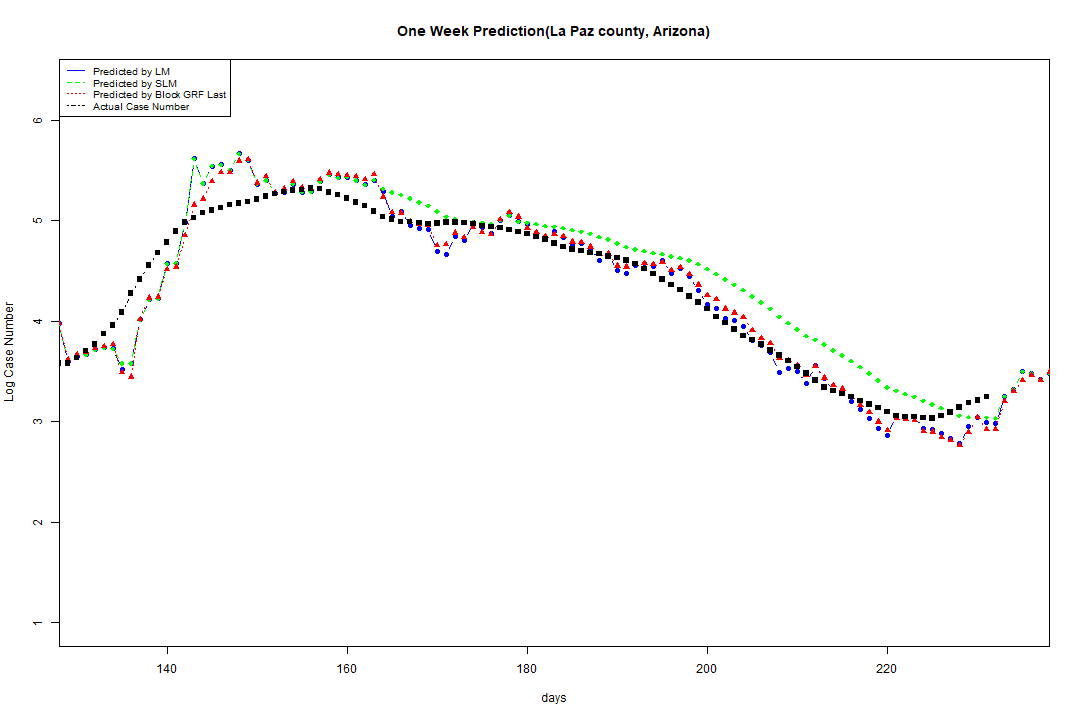 One Week Prediction(La Paz county, Arizona)
Predicted by LM
Predicted by SLM
Predicted by Block GRF Last
Actual Case Number
6
5
4
3
2
1
Log Case Number
140 160 180 200 220
days